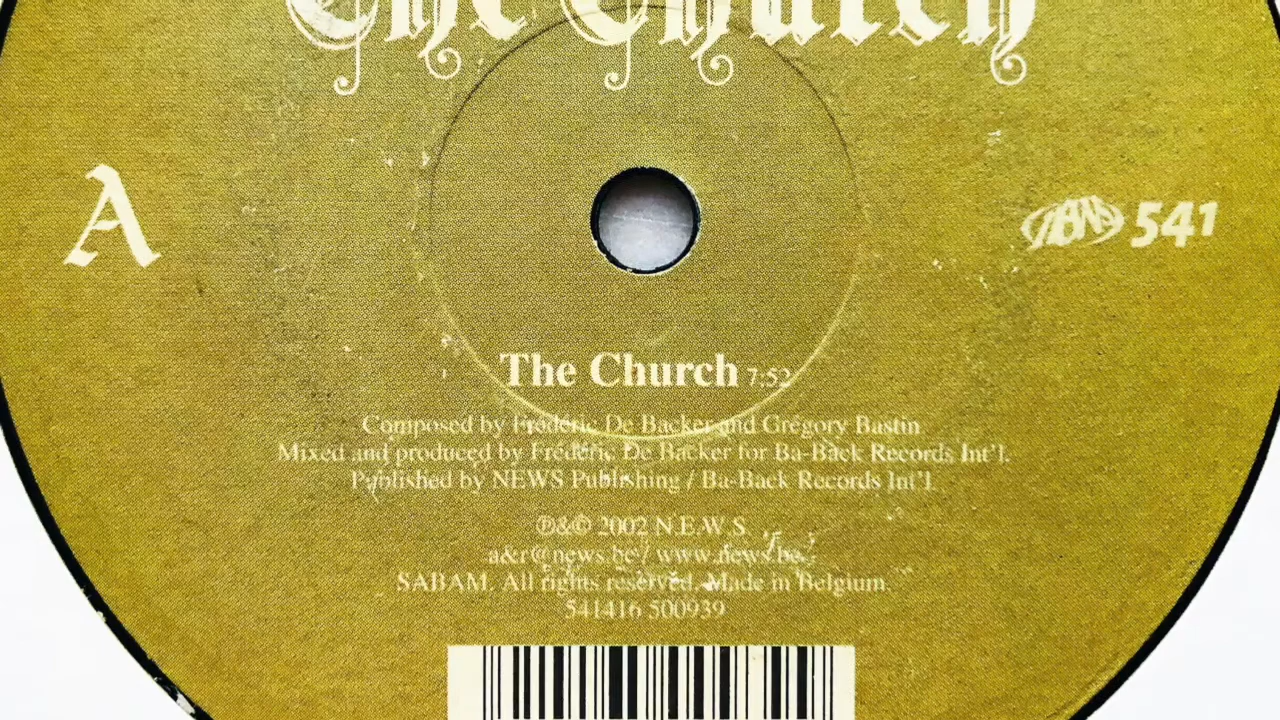 The Church
A
NEWS 541
The Church 7:52
Composed by Frédéric De Backer and Grégory Bastin
Mixed and produced by Frédéric De Backer for Ba-Back Records Int'l.
Published by NEWS Publishing / Ba-Back Records Int'l.
℗&© 2002 N.E.W.S.
a&r@news.be / www.news.be
SABAM. All rights reserved. Made in Belgium.
541416 500939